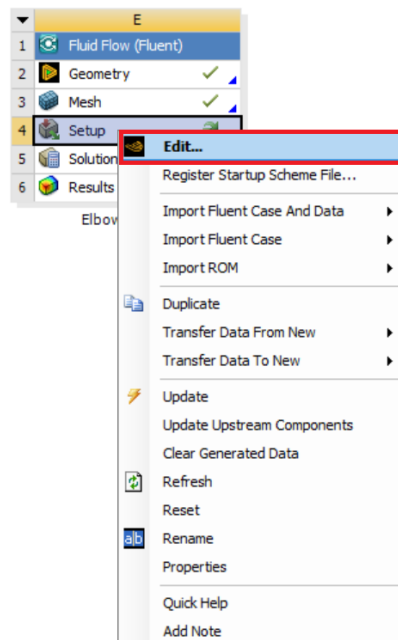 E
1 Fluid Flow (Fluent)
2 Geometry
3 Mesh
4 Setup
5 Solution
6 Results
Elbow
Edit...
Register Startup Scheme File...
Import Fluent Case And Data
Import Fluent Case
Import ROM
Duplicate
Transfer Data From New
Transfer Data To New
Update
Update Upstream Components
Clear Generated Data
Refresh
Reset
a|b Rename
Properties
Quick Help
Add Note